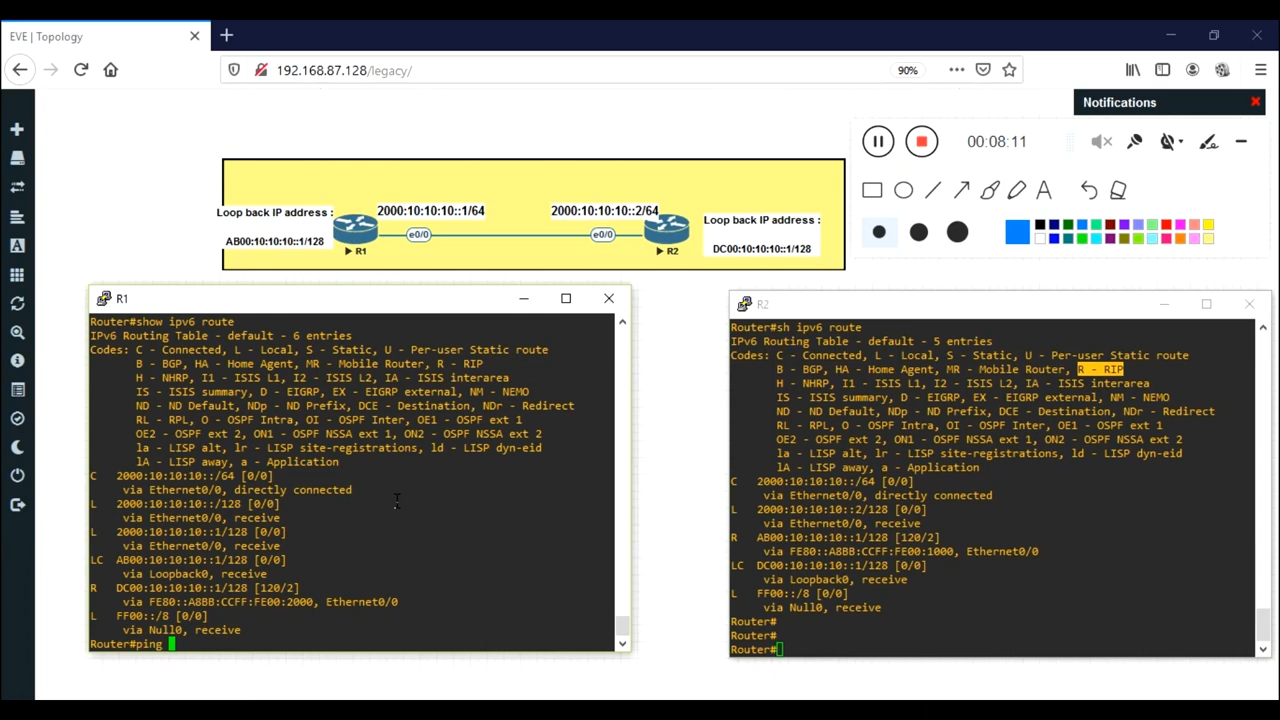 EVE | Topology
192.168.87.128/legacy/
90%
Notifications
00:08:11
Loop back IP address :
AB00:10:10:10::1/128
2000:10:10:10::1/64
e0/0
R1
2000:10:10:10::2/64
e0/0
R2
Loop back IP address :
DC00:10:10:10::1/128
R1
Router#show ipv6 route
IPv6 Routing Table - default - 6 entries
Codes: C - Connected, L - Local, S - Static, U - Per-user Static route
B - BGP, HA - Home Agent, MR - Mobile Router, R - RIP
H - NHRP, I1 - ISIS L1, I2 - ISIS L2, IA - ISIS interarea
IS - ISIS summary, D - EIGRP, EX - EIGRP external, NM - NEMO
ND - ND Default, NDp - ND Prefix, DCE - Destination, NDr - Redirect
RL - RPL, O - OSPF Intra, OI - OSPF Inter, OE1 - OSPF ext 1
OE2 - OSPF ext 2, ON1 - OSPF NSSA ext 1, ON2 - OSPF NSSA ext 2
la - LISP alt, lr - LISP site-registrations, ld - LISP dyn-eid
lA - LISP away, a - Application
C 2000:10:10:10::/64 [0/0]
via Ethernet0/0, directly connected
L 2000:10:10:10::/128 [0/0]
via Ethernet0/0, receive
L 2000:10:10:10::1/128 [0/0]
via Ethernet0/0, receive
LC AB00:10:10:10::1/128 [0/0]
via Loopback0, receive
R DC00:10:10:10::1/128 [120/2]
via FE80::A8BB:CCFF:FE00:2000, Ethernet0/0
L FF00::/8 [0/0]
via Null0, receive
Router#ping
R2
Router#sh ipv6 route
IPv6 Routing Table - default - 5 entries
Codes: C - Connected, L - Local, S - Static, U - Per-user Static route
B - BGP, HA - Home Agent, MR - Mobile Router, R - RIP
H - NHRP, I1 - ISIS L1, I2 - ISIS L2, IA - ISIS interarea
IS - ISIS summary, D - EIGRP, EX - EIGRP external, NM - NEMO
ND - ND Default, NDp - ND Prefix, DCE - Destination, NDr - Redirect
RL - RPL, O - OSPF Intra, OI - OSPF Inter, OE1 - OSPF ext 1
OE2 - OSPF ext 2, ON1 - OSPF NSSA ext 1, ON2 - OSPF NSSA ext 2
la - LISP alt, lr - LISP site-registrations, ld - LISP dyn-eid
lA - LISP away, a - Application
C 2000:10:10:10::/64 [0/0]
via Ethernet0/0, directly connected
L 2000:10:10:10::2/128 [0/0]
via Ethernet0/0, receive
R AB00:10:10:10::1/128 [120/2]
via FE80::A8BB:CCFF:FE00:1000, Ethernet0/0
LC DC00:10:10:10::1/128 [0/0]
via Loopback0, receive
L FF00::/8 [0/0]
via Null0, receive
Router#
Router#
Router#